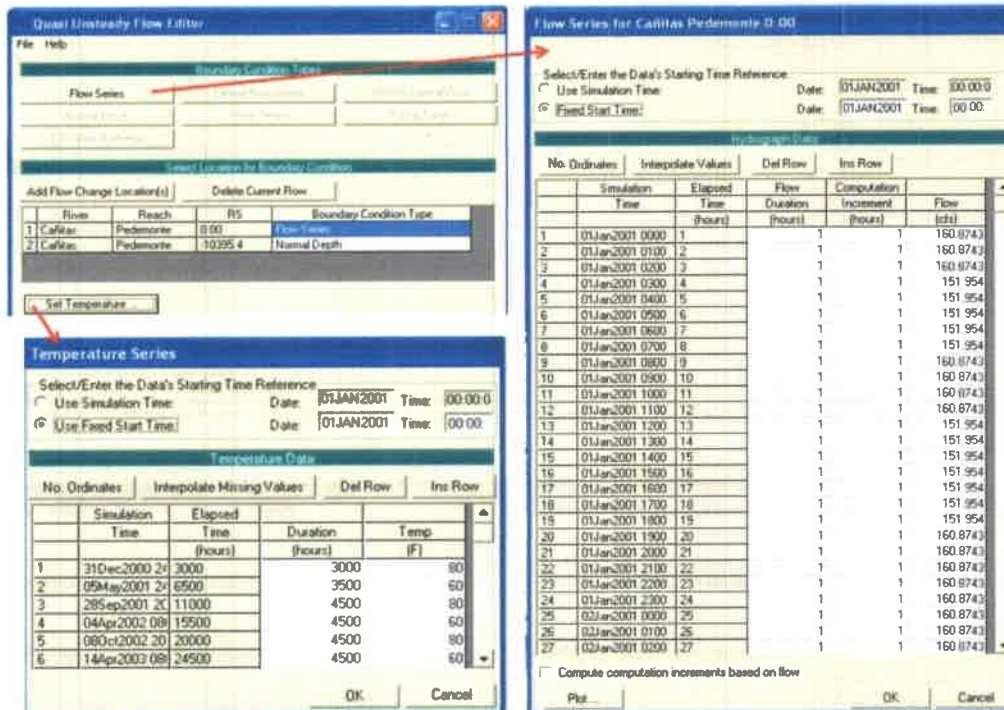 Quasi Unsteady Flow Editor
File Help
Boundary Condition Types
Flow Series
Select Location for Boundary Condition
Add Flow Change Location(s) Delete Current Row
River Reach RS Boundary Condition Type
1 Cañitas Pedemonte 0.00 Flow Series
2 Cañitas Pedemonte -10395.4 Normal Depth
Set Temperature ...
Temperature Series
Select/Enter the Data's Starting Time Reference
Use Simulation Time: Date: 01JAN2001 Time: 00:00:0
Use Fixed Start Time: Date: 01JAN2001 Time: 00:00:
Temperature Data
No. Ordinates Interpolate Missing Values Del Row Ins Row
Simulation Elapsed
Time Time Duration Temp
(hours) (hours) (F)
1 31Dec2000 24 3000 3000 80
2 05May2001 24 6500 3500 60
3 28Sep2001 20 11000 4500 80
4 04Apr2002 08 15500 4500 60
5 08Oct2002 20 20000 4500 80
6 14Apr2003 08 24500 4500 60
OK Cancel
Flow Series for Cañitas Pedemonte 0.00
Select/Enter the Data's Starting Time Reference
Use Simulation Time: Date: 01JAN2001 Time: 00:00:0
Fixed Start Time: Date: 01JAN2001 Time: 00:00:
Hydrograph Data
No. Ordinates Interpolate Values Del Row Ins Row
Simulation Elapsed Flow Computation
Time Time Duration Increment Flow
(hours) (hours) (hours) (cfs)
1 01Jan2001 0000 1 1 1 160.8743
2 01Jan2001 0100 2 1 1 160.8743
3 01Jan2001 0200 3 1 1 160.8743
4 01Jan2001 0300 4 1 1 151.954
5 01Jan2001 0400 5 1 1 151.954
6 01Jan2001 0500 6 1 1 151.954
7 01Jan2001 0600 7 1 1 151.954
8 01Jan2001 0700 8 1 1 151.954
9 01Jan2001 0800 9 1 1 160.8743
10 01Jan2001 0900 10 1 1 160.8743
11 01Jan2001 1000 11 1 1 160.8743
12 01Jan2001 1100 12 1 1 160.8743
13 01Jan2001 1200 13 1 1 151.954
14 01Jan2001 1300 14 1 1 151.954
15 01Jan2001 1400 15 1 1 151.954
16 01Jan2001 1500 16 1 1 151.954
17 01Jan2001 1600 17 1 1 151.954
18 01Jan2001 1700 18 1 1 151.954
19 01Jan2001 1800 19 1 1 151.954
20 01Jan2001 1900 20 1 1 160.8743
21 01Jan2001 2000 21 1 1 160.8743
22 01Jan2001 2100 22 1 1 160.8743
23 01Jan2001 2200 23 1 1 160.8743
24 01Jan2001 2300 24 1 1 160.8743
25 02Jan2001 0000 25 1 1 160.8743
26 02Jan2001 0100 26 1 1 160.8743
27 02Jan2001 0200 27 1 1 160.8743
Compute computation increments based on flow
Plot ... OK Cancel